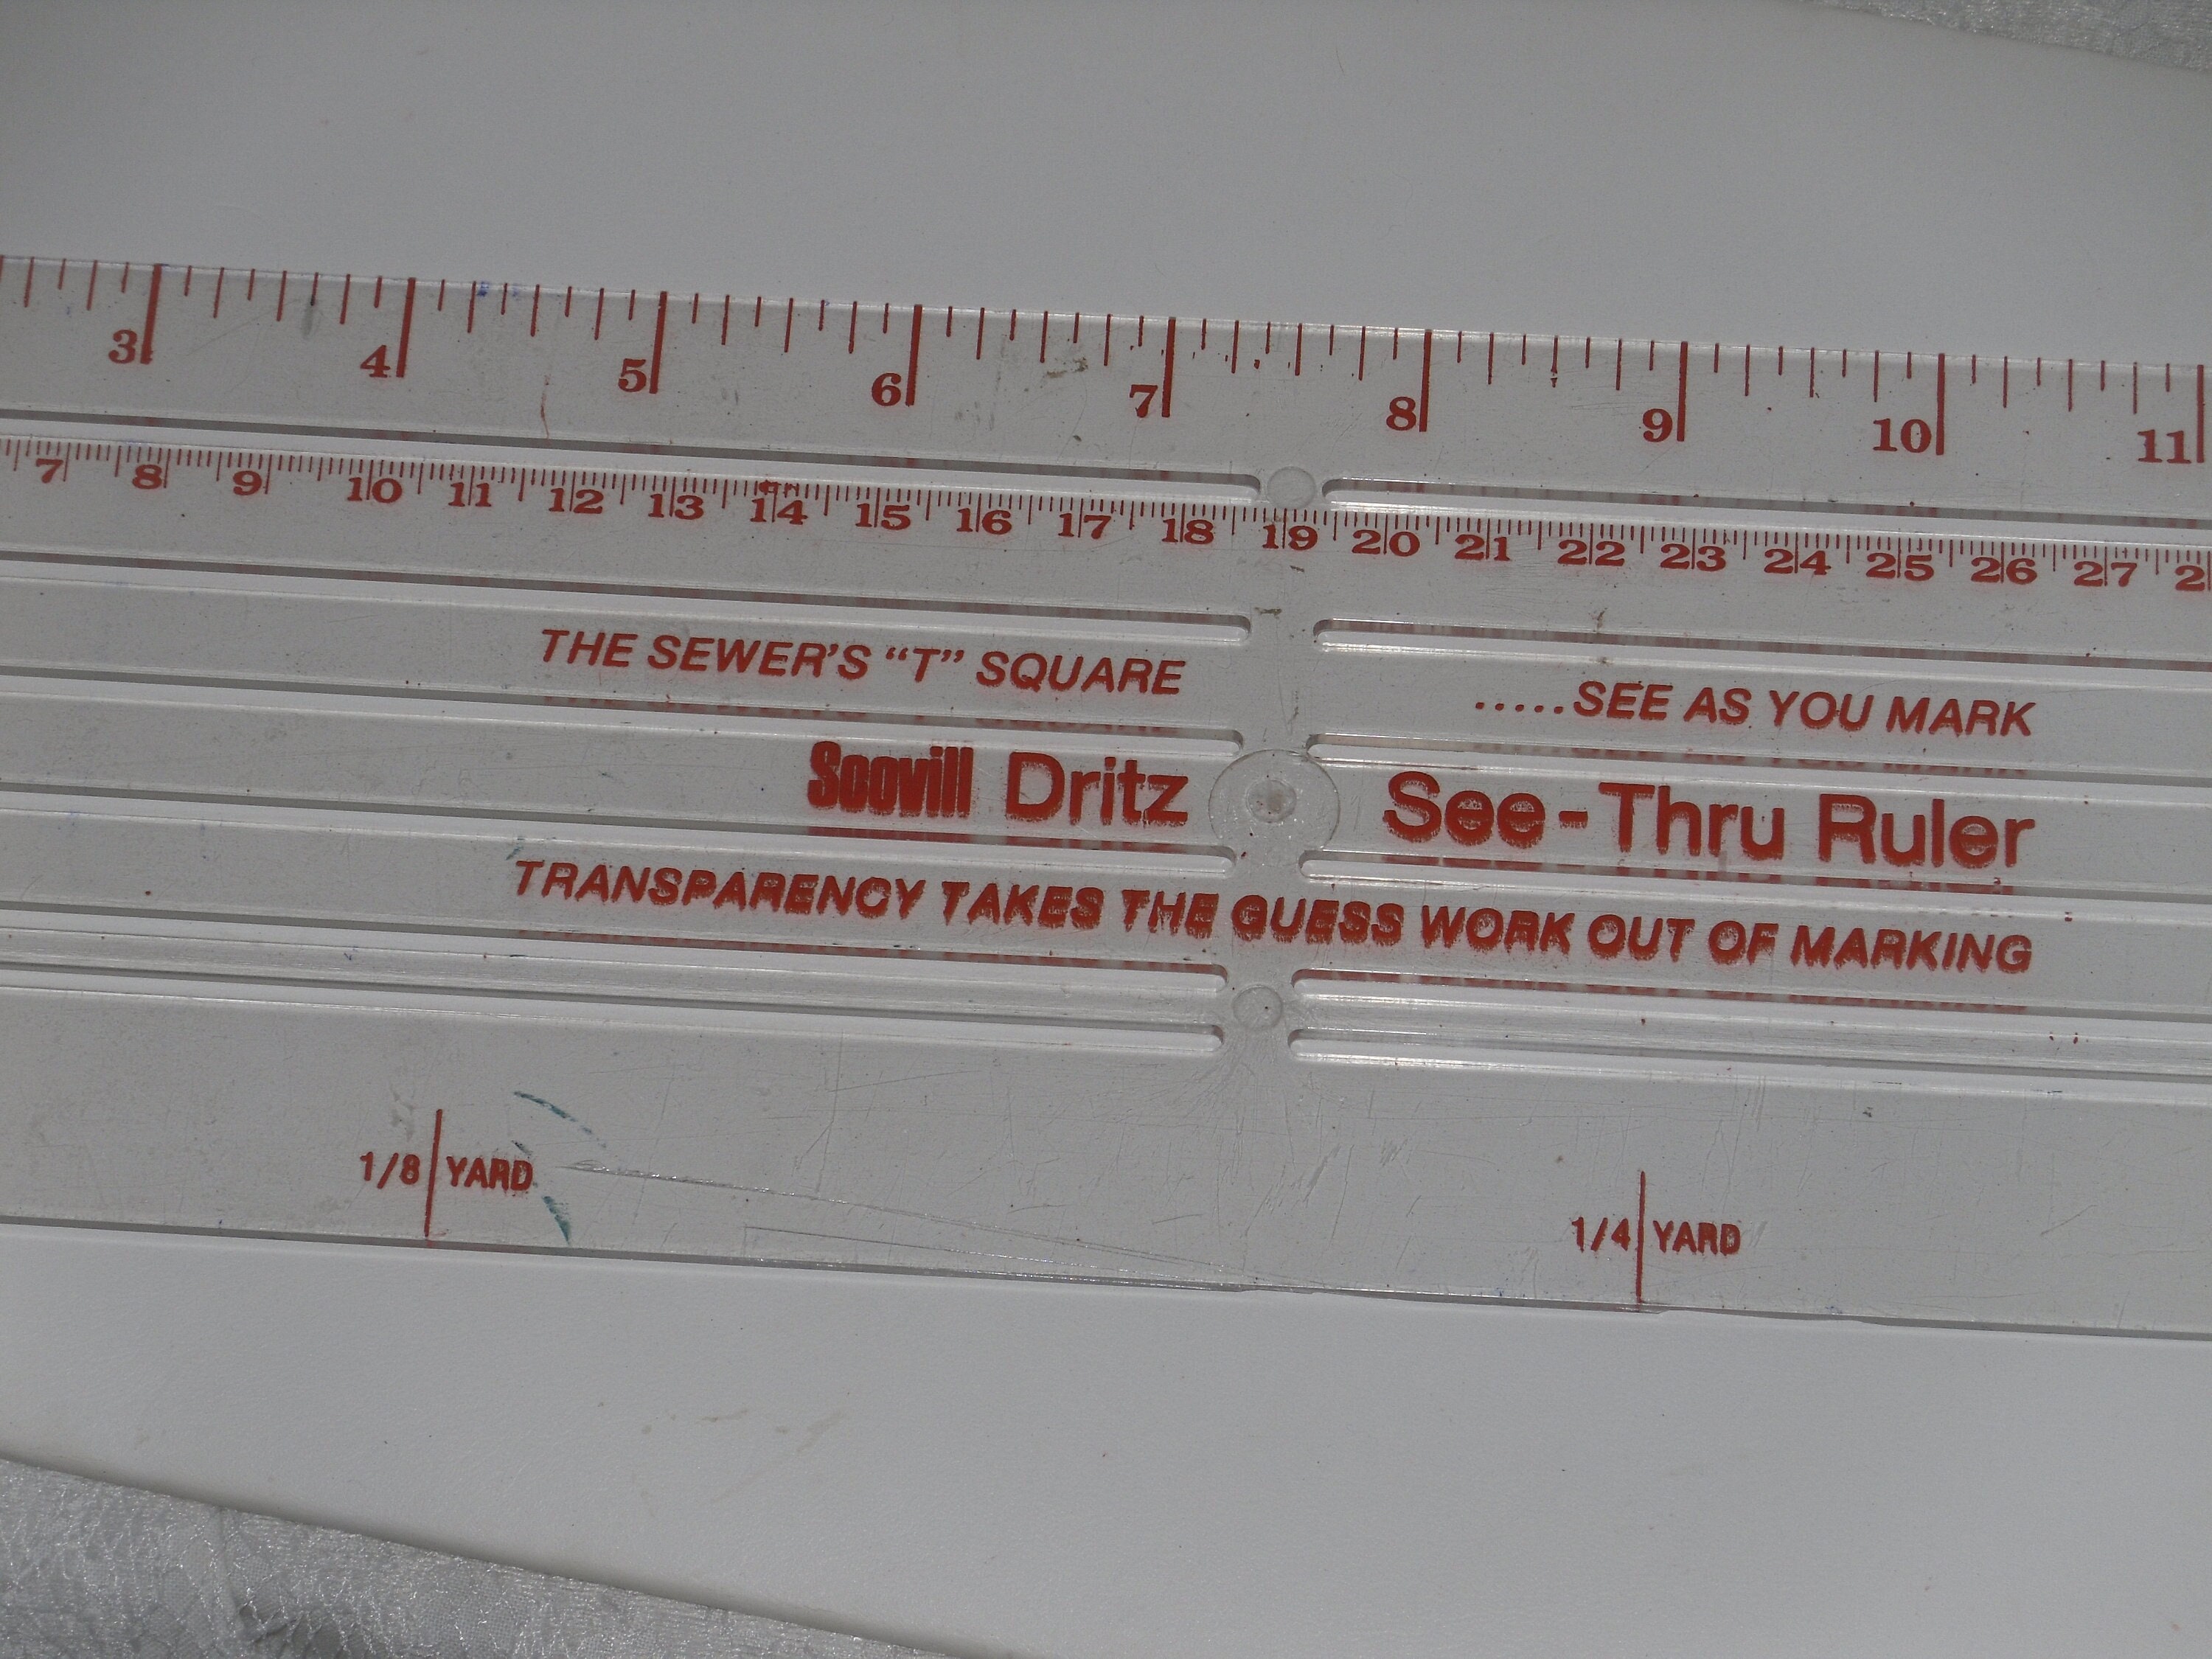 3 4 5 6 7 8 9 10 11
7 8 9 10 11 12 13 cm 14 15 16 17 18 19 20 21 22 23 24 25 26 27
THE SEWER'S “T” SQUARE .....SEE AS YOU MARK
Scovill Dritz See-Thru Ruler
TRANSPARENCY TAKES THE GUESS WORK OUT OF MARKING
1/8 YARD 1/4 YARD